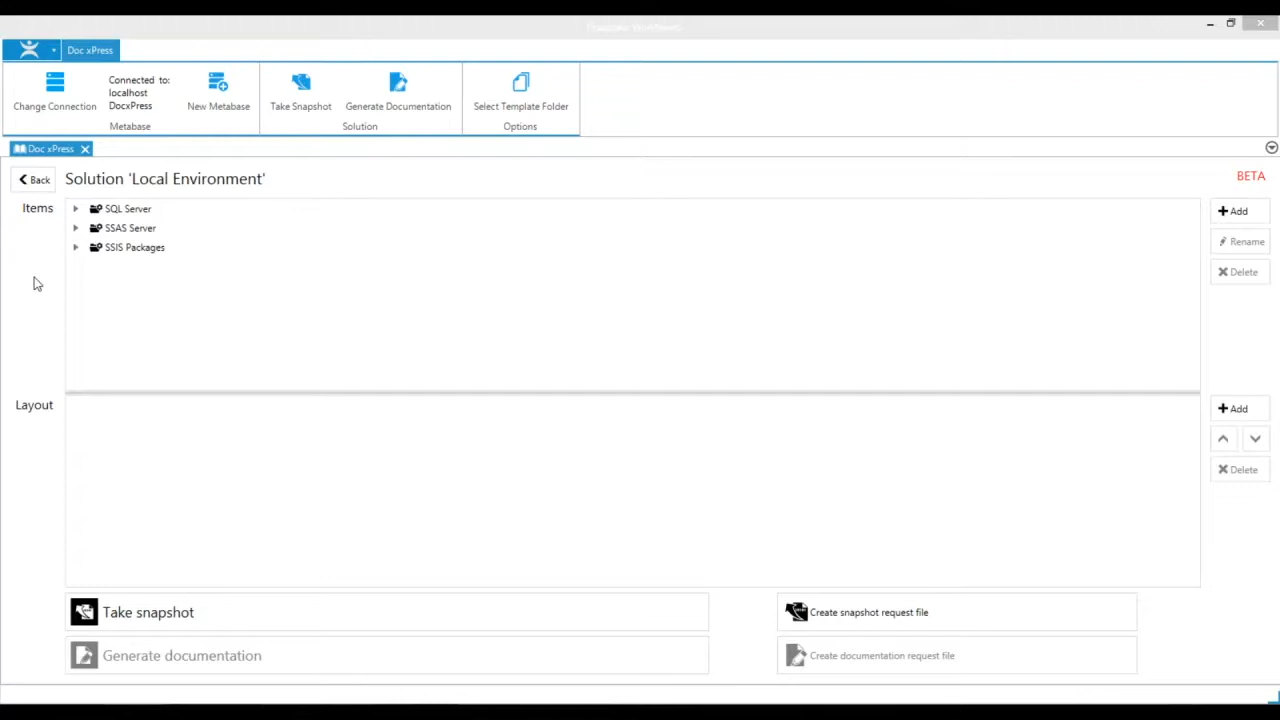 Doc xPress
Change Connection
Connected to:
localhost
DocxPress
New Metabase
Metabase
Take Snapshot
Generate Documentation
Solution
Select Template Folder
Options
Doc xPress
Back
Solution 'Local Environment'
BETA
Items
SQL Server
SSAS Server
SSIS Packages
Add
Rename
Delete
Layout
Add
Delete
Take snapshot
Create snapshot request file
Generate documentation
Create documentation request file